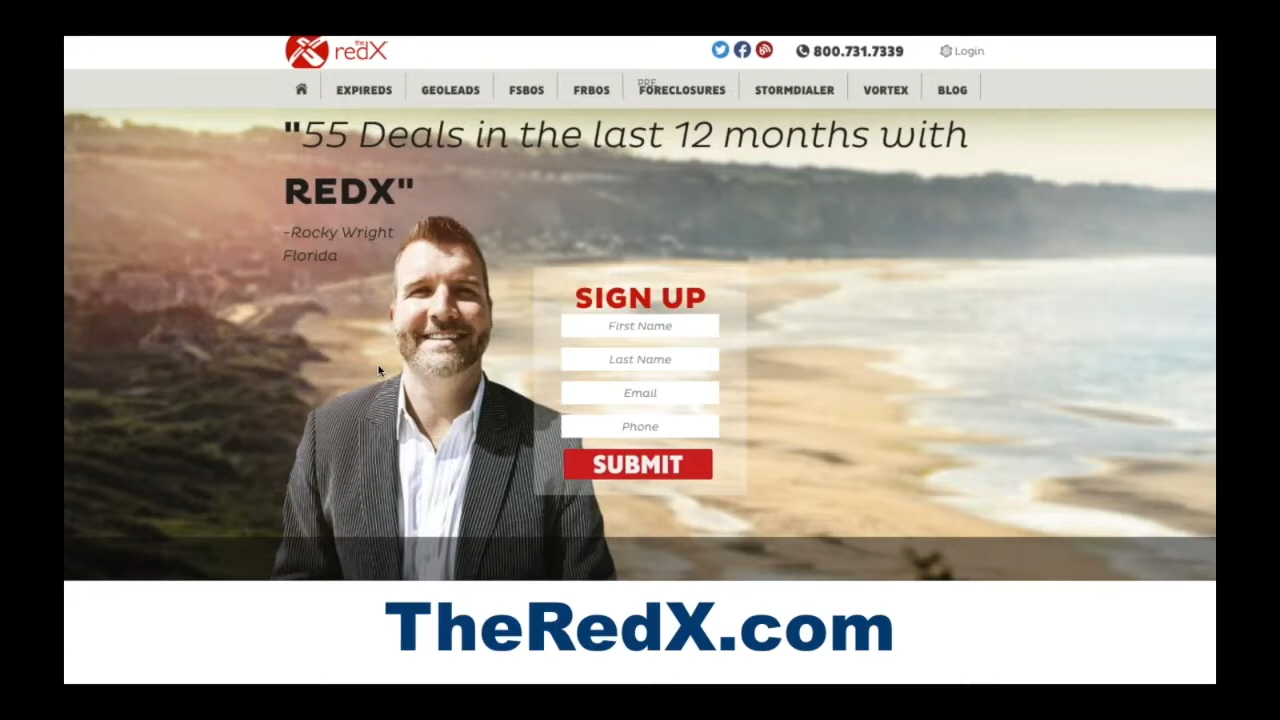 the
redX
800.731.7339
Login
EXPIREDS
GEOLEADS
FSBOS
FRBOS
PRE
FORECLOSURES
STORMDIALER
VORTEX
BLOG
"55 Deals in the last 12 months with
REDX"
-Rocky Wright
Florida
SIGN UP
First Name
Last Name
Email
Phone
SUBMIT
TheRedX.com